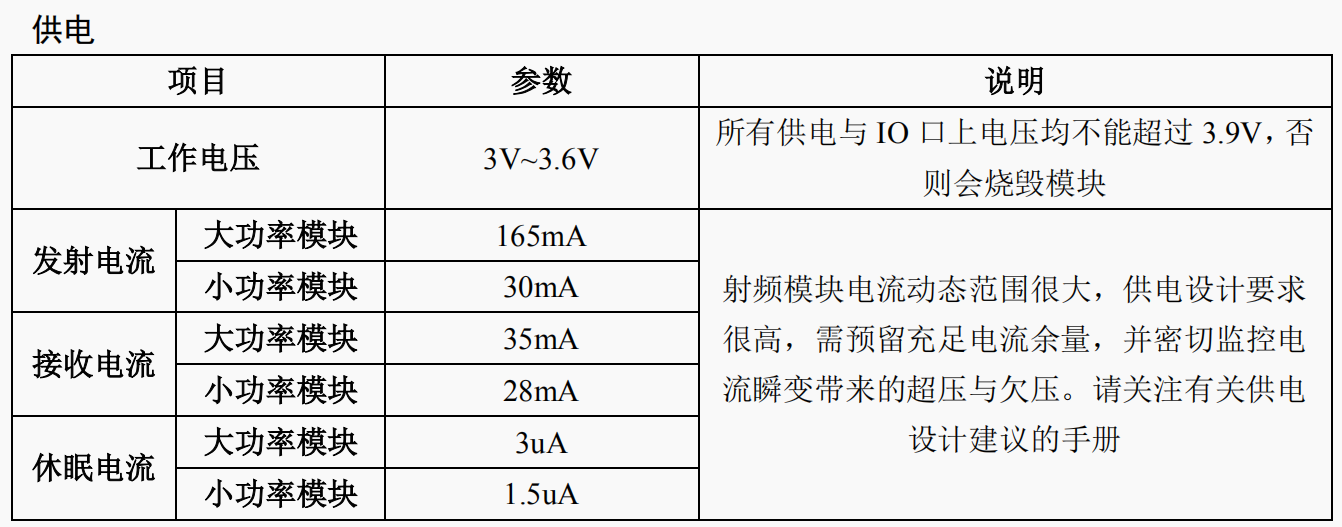 供电
项目 参数 说明
工作电压 3V~3.6V 所有供电与 IO 口上电压均不能超过 3.9V，否
则会烧毁模块
发射电流 大功率模块 165mA
小功率模块 30mA
接收电流 大功率模块 35mA
小功率模块 28mA
休眠电流 大功率模块 3uA
小功率模块 1.5uA
射频模块电流动态范围很大，供电设计要求
很高，需预留充足电流余量，并密切监控电
流瞬变带来的超压与欠压。请关注有关供电
设计建议的手册